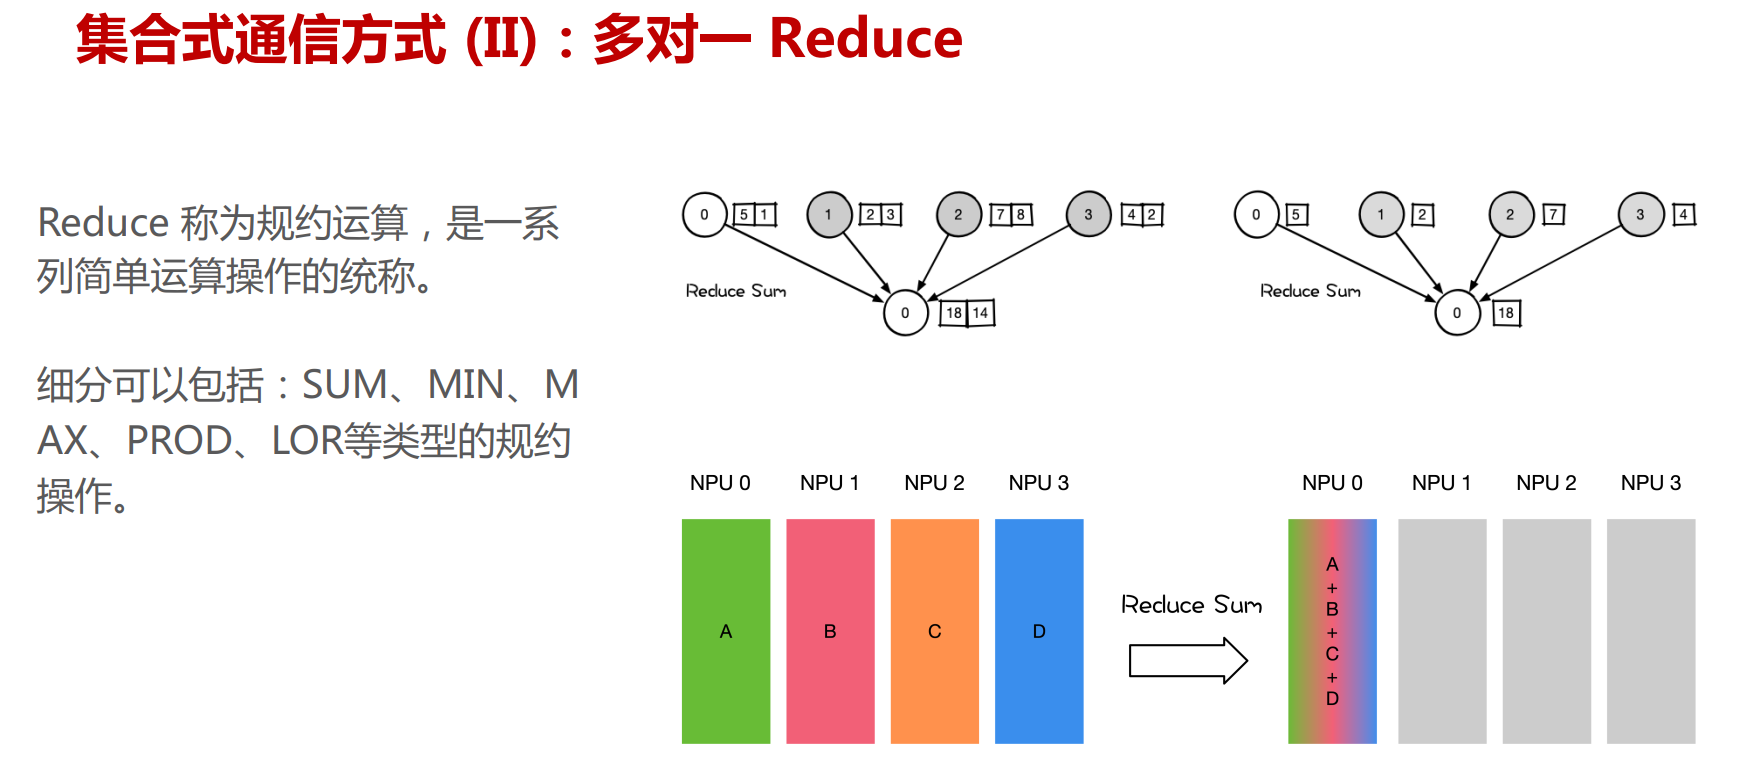 集合式通信方式 (II)：多对一 Reduce
Reduce 称为规约运算，是一系
列简单运算操作的统称。
细分可以包括：SUM、MIN、M
AX、PROD、LOR等类型的规约
操作。
0 5 1 1 2 3 2 7 8 3 4 2
Reduce Sum
0 18 14
0 5 1 2 2 7 3 4
Reduce Sum
0 18
NPU 0 NPU 1 NPU 2 NPU 3
A B C D
Reduce Sum
NPU 0 NPU 1 NPU 2 NPU 3
A
+
B
+
C
+
D